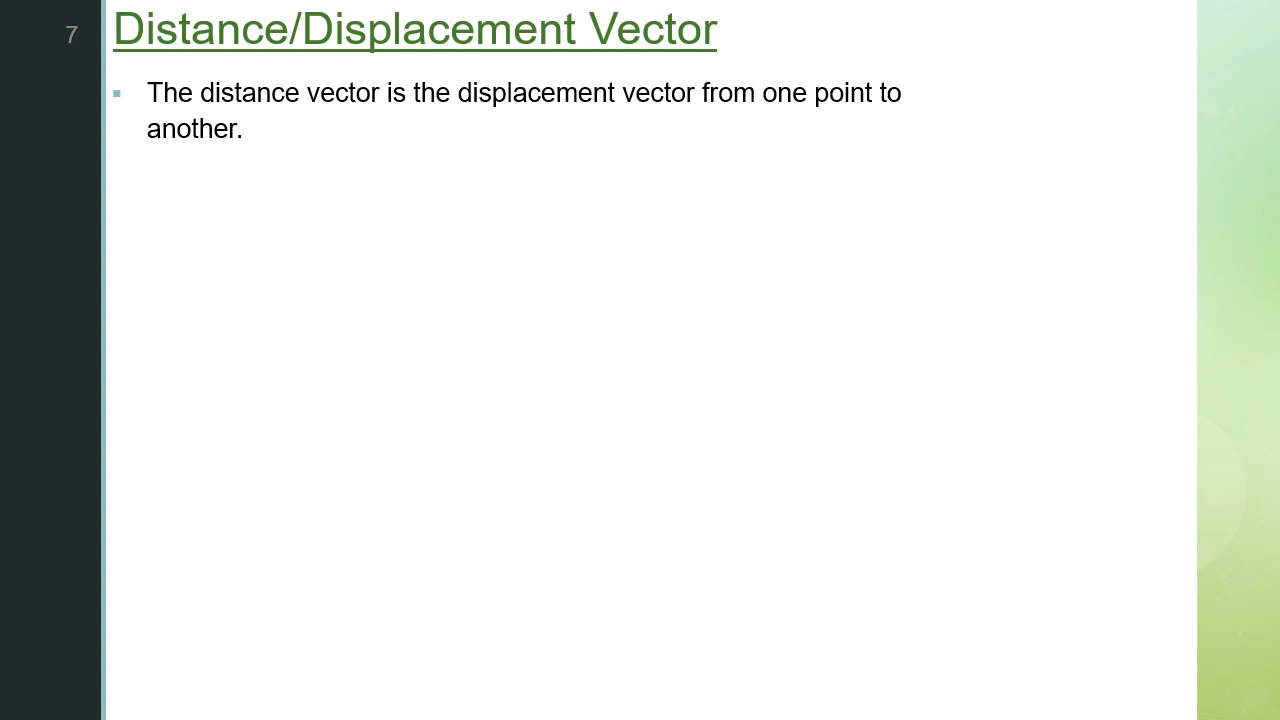 7
Distance/Displacement Vector
▪ The distance vector is the displacement vector from one point to
another.